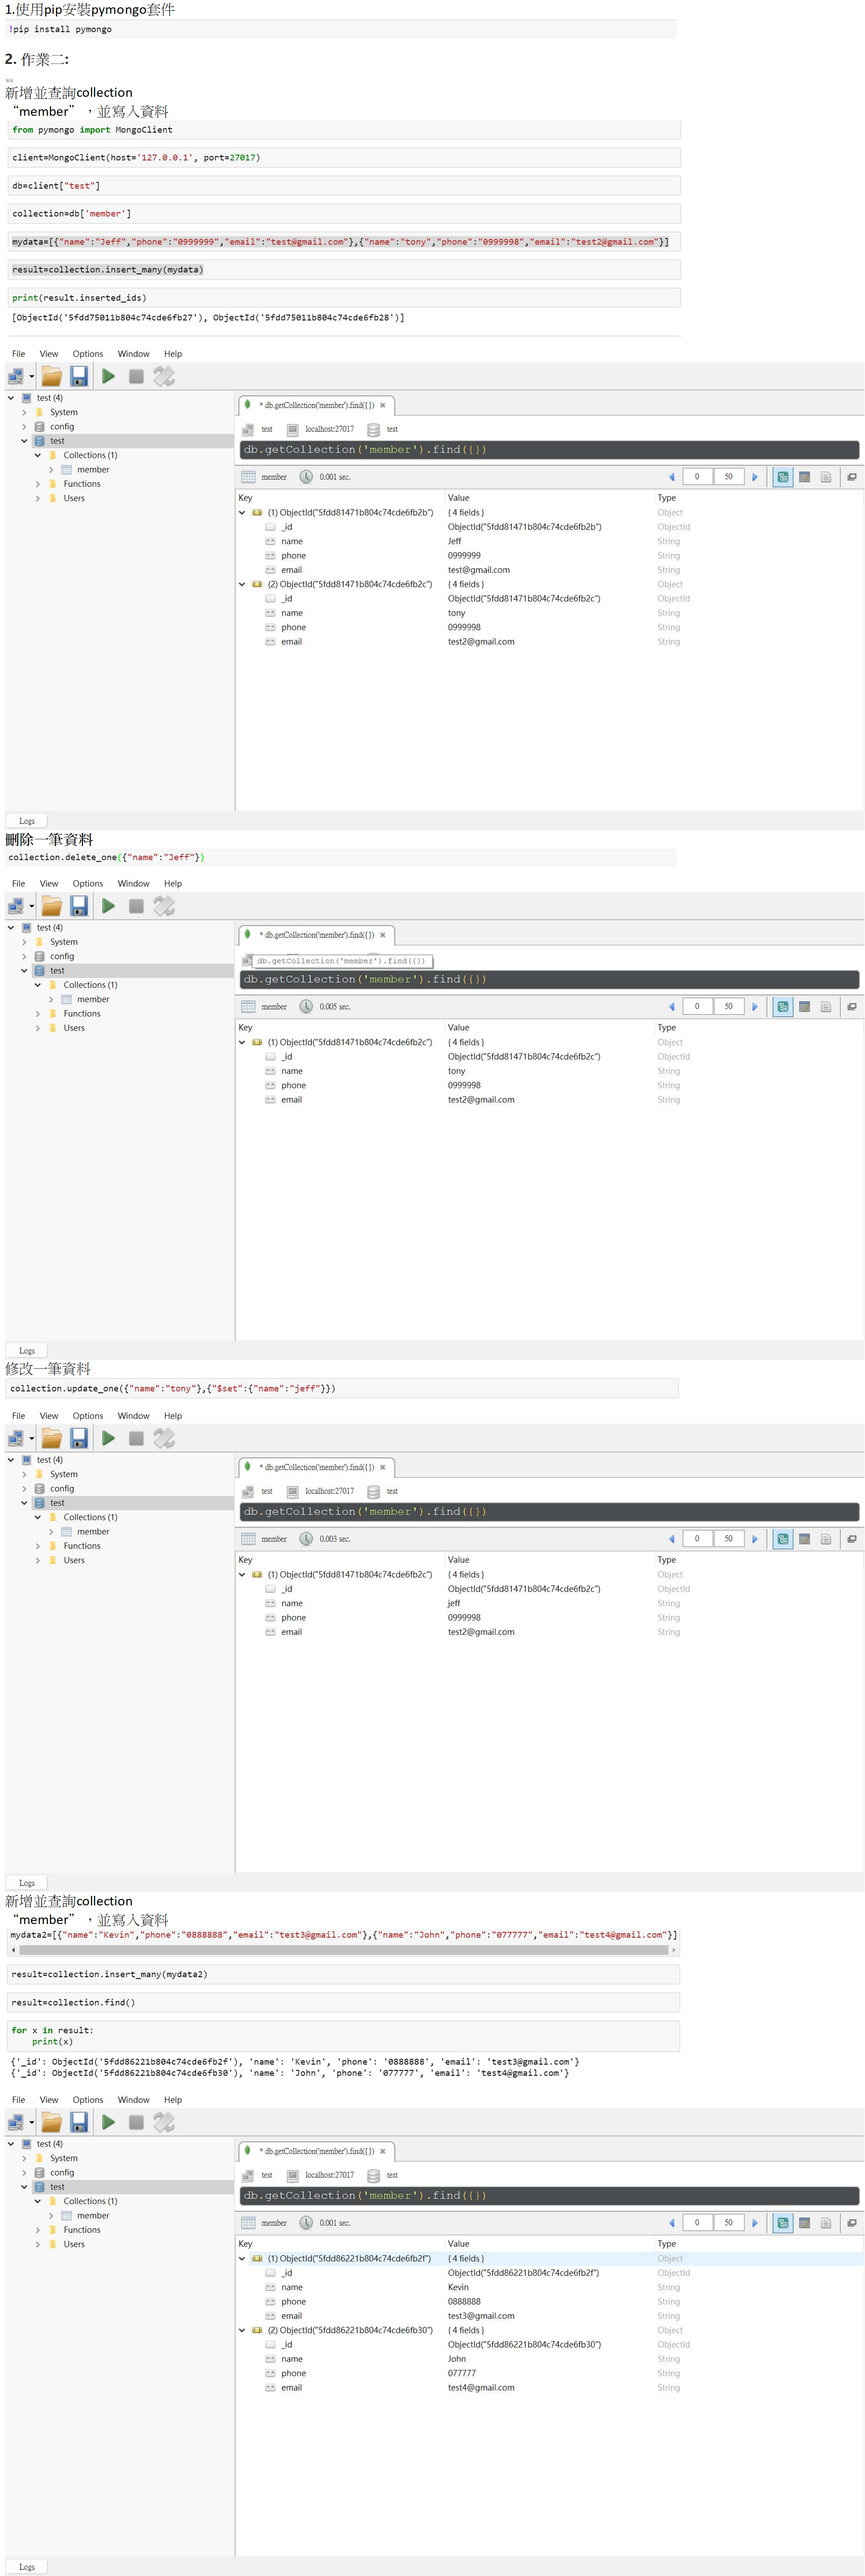 1.使用pip安裝pymongo套件
!pip install pymongo
2. 作業二:
新增並查詢collection
“member” ，並寫入資料
from pymongo import MongoClient
client=MongoClient(host='127.0.0.1', port=27017)
db=client["test"]
collection=db['member']
mydata=[{"name":"Jeff","phone":"0999999","email":"test@gmail.com"},{"name":"tony","phone":"0999998","email":"test2@gmail.com"}]
result=collection.insert_many(mydata)
print(result.inserted_ids)
[ObjectId('5fdd75011b804c74cde6fb27'), ObjectId('5fdd75011b804c74cde6fb28')]
File View Options Window Help
test (4)
System
config
test
Collections (1)
member
Functions
Users
* db.getCollection('member').find({})
test localhost:27017 test
db.getCollection('member').find({})
member 0.001 sec. 0 50
Key Value Type
(1) ObjectId("5fdd81471b804c74cde6fb2b") { 4 fields } Object
_id ObjectId("5fdd81471b804c74cde6fb2b") ObjectId
name Jeff String
phone 0999999 String
email test@gmail.com String
(2) ObjectId("5fdd81471b804c74cde6fb2c") { 4 fields } Object
_id ObjectId("5fdd81471b804c74cde6fb2c") ObjectId
name tony String
phone 0999998 String
email test2@gmail.com String
Logs
刪除一筆資料
collection.delete_one({"name":"Jeff"})
File View Options Window Help
test (4)
System
config
test
Collections (1)
member
Functions
Users
* db.getCollection('member').find({})
db.getCollection('member').find({})
db.getCollection('member').find({})
member 0.005 sec. 0 50
Key Value Type
(1) ObjectId("5fdd81471b804c74cde6fb2c") { 4 fields } Object
_id ObjectId("5fdd81471b804c74cde6fb2c") ObjectId
name tony String
phone 0999998 String
email test2@gmail.com String
Logs
修改一筆資料
collection.update_one({"name":"tony"},{"$set":{"name":"jeff"}})
File View Options Window Help
test (4)
System
config
test
Collections (1)
member
Functions
Users
* db.getCollection('member').find({})
test localhost:27017 test
db.getCollection('member').find({})
member 0.003 sec. 0 50
Key Value Type
(1) ObjectId("5fdd81471b804c74cde6fb2c") { 4 fields } Object
_id ObjectId("5fdd81471b804c74cde6fb2c") ObjectId
name jeff String
phone 0999998 String
email test2@gmail.com String
Logs
新增並查詢collection
“member” ，並寫入資料
mydata2=[{"name":"Kevin","phone":"0888888","email":"test3@gmail.com"},{"name":"John","phone":"077777","email":"test4@gmail.com"}]
result=collection.insert_many(mydata2)
result=collection.find()
for x in result:
print(x)
{'_id': ObjectId('5fdd86221b804c74cde6fb2f'), 'name': 'Kevin', 'phone': '0888888', 'email': 'test3@gmail.com'}
{'_id': ObjectId('5fdd86221b804c74cde6fb30'), 'name': 'John', 'phone': '077777', 'email': 'test4@gmail.com'}
File View Options Window Help
test (4)
System
config
test
Collections (1)
member
Functions
Users
* db.getCollection('member').find({})
test localhost:27017 test
db.getCollection('member').find({})
member 0.001 sec. 0 50
Key Value Type
(1) ObjectId("5fdd86221b804c74cde6fb2f") { 4 fields } Object
_id ObjectId("5fdd86221b804c74cde6fb2f") ObjectId
name Kevin String
phone 0888888 String
email test3@gmail.com String
(2) ObjectId("5fdd86221b804c74cde6fb30") { 4 fields } Object
_id ObjectId("5fdd86221b804c74cde6fb30") ObjectId
name John String
phone 077777 String
email test4@gmail.com String
Logs